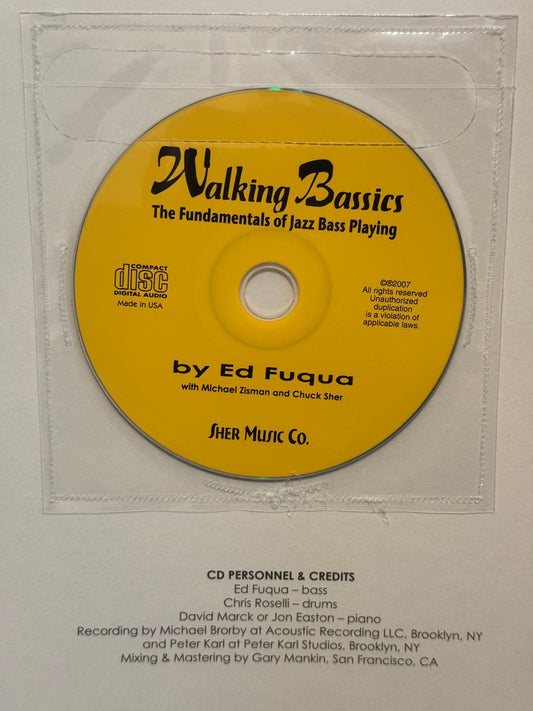 Walking Bassics
The Fundamentals of Jazz Bass Playing
COMPACT
disc
DIGITAL AUDIO
Made in USA
©℗2007
All rights reserved
Unauthorized
duplication
is a violation of
applicable laws.
by Ed Fuqua
with Michael Zisman and Chuck Sher
SHER MUSIC CO.
CD PERSONNEL & CREDITS
Ed Fuqua – bass
Chris Roselli – drums
David Marck or Jon Easton – piano
Recording by Michael Brorby at Acoustic Recording LLC, Brooklyn, NY
and Peter Karl at Peter Karl Studios, Brooklyn, NY
Mixing & Mastering by Gary Mankin, San Francisco, CA